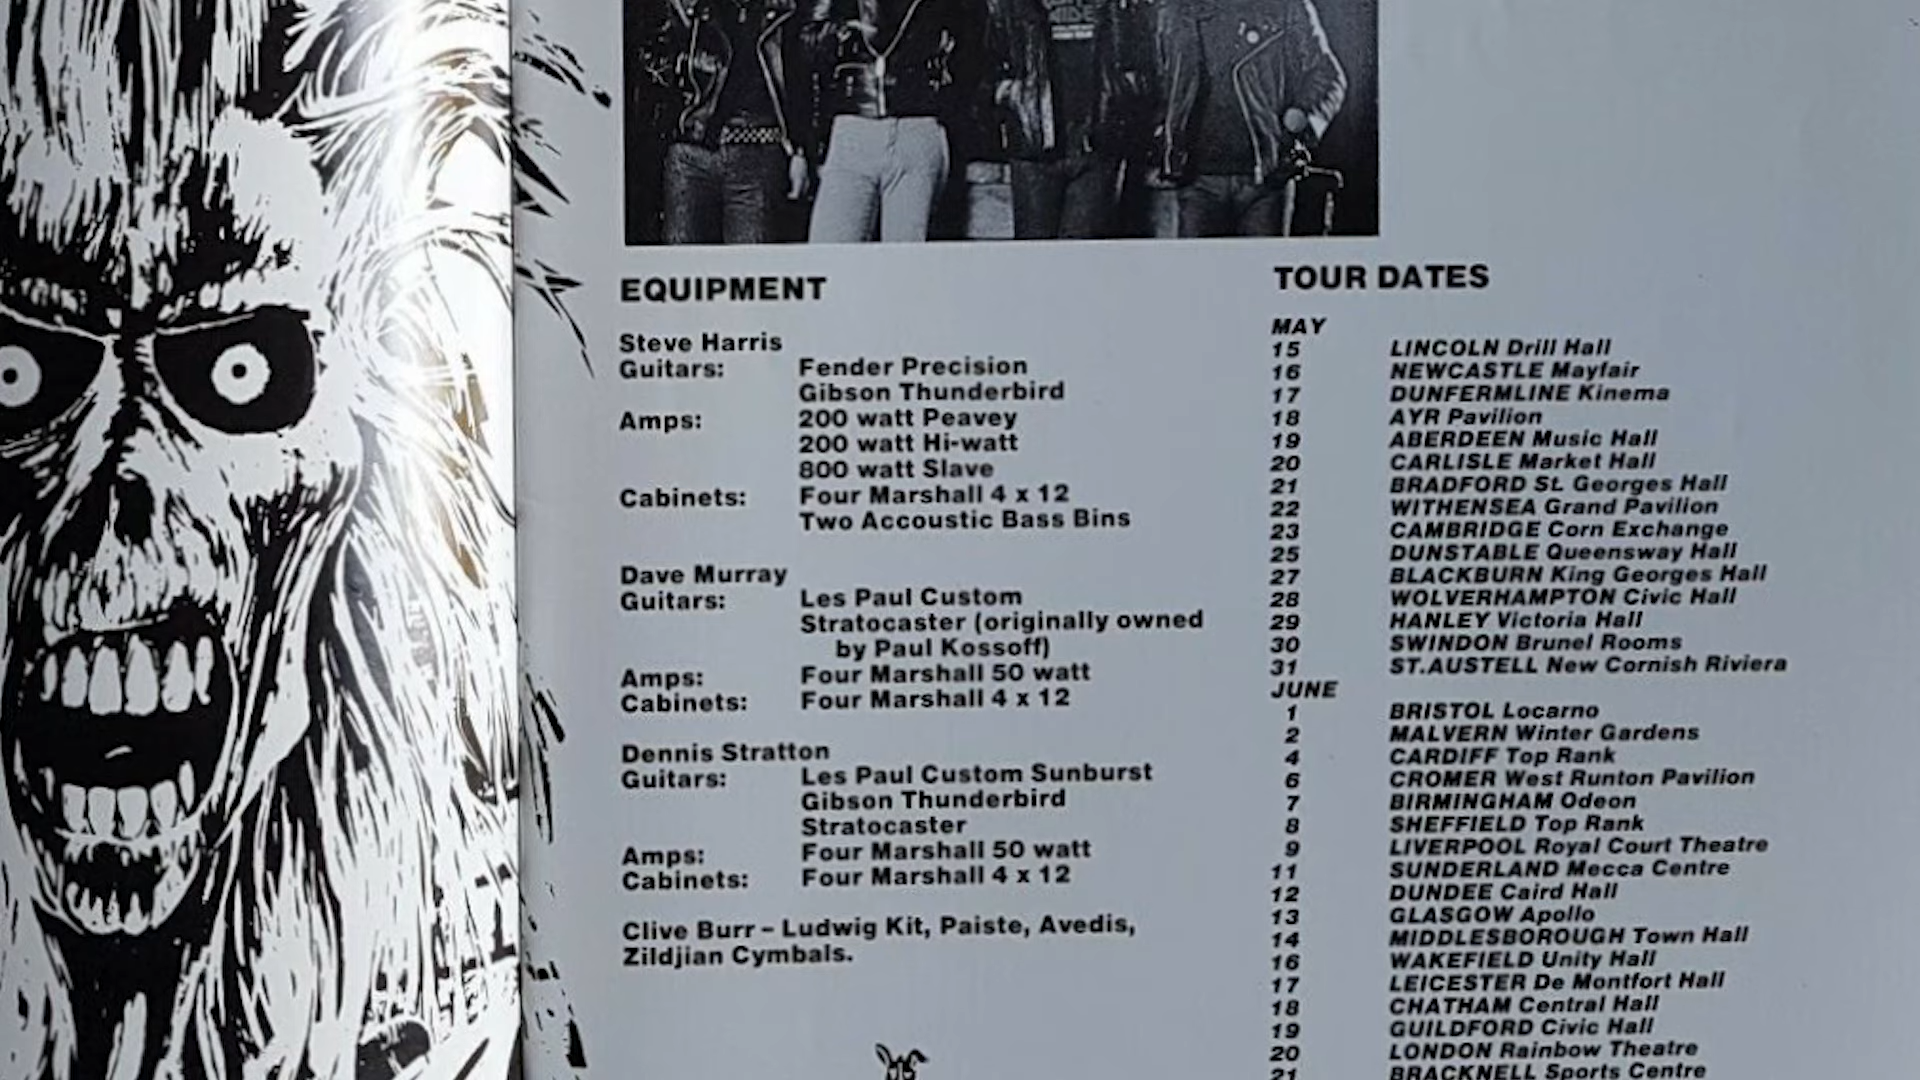 EQUIPMENT
Steve Harris
Guitars: Fender Precision
Gibson Thunderbird
Amps: 200 watt Peavey
200 watt Hi-watt
800 watt Slave
Cabinets: Four Marshall 4 x 12
Two Accoustic Bass Bins
Dave Murray
Guitars: Les Paul Custom
Stratocaster (originally owned
by Paul Kossoff)
Amps: Four Marshall 50 watt
Cabinets: Four Marshall 4 x 12
Dennis Stratton
Guitars: Les Paul Custom Sunburst
Gibson Thunderbird
Stratocaster
Amps: Four Marshall 50 watt
Cabinets: Four Marshall 4 x 12
Clive Burr – Ludwig Kit, Paiste, Avedis,
Zildjian Cymbals.
TOUR DATES
MAY
15 LINCOLN Drill Hall
16 NEWCASTLE Mayfair
17 DUNFERMLINE Kinema
18 AYR Pavilion
19 ABERDEEN Music Hall
20 CARLISLE Market Hall
21 BRADFORD St. Georges Hall
22 WITHENSEA Grand Pavilion
23 CAMBRIDGE Corn Exchange
25 DUNSTABLE Queensway Hall
27 BLACKBURN King Georges Hall
28 WOLVERHAMPTON Civic Hall
29 HANLEY Victoria Hall
30 SWINDON Brunel Rooms
31 ST.AUSTELL New Cornish Riviera
JUNE
1 BRISTOL Locarno
2 MALVERN Winter Gardens
4 CARDIFF Top Rank
6 CROMER West Runton Pavilion
7 BIRMINGHAM Odeon
8 SHEFFIELD Top Rank
9 LIVERPOOL Royal Court Theatre
11 SUNDERLAND Mecca Centre
12 DUNDEE Caird Hall
13 GLASGOW Apollo
14 MIDDLESBOROUGH Town Hall
16 WAKEFIELD Unity Hall
17 LEICESTER De Montfort Hall
18 CHATHAM Central Hall
19 GUILDFORD Civic Hall
20 LONDON Rainbow Theatre
21 BRACKNELL Sports Centre